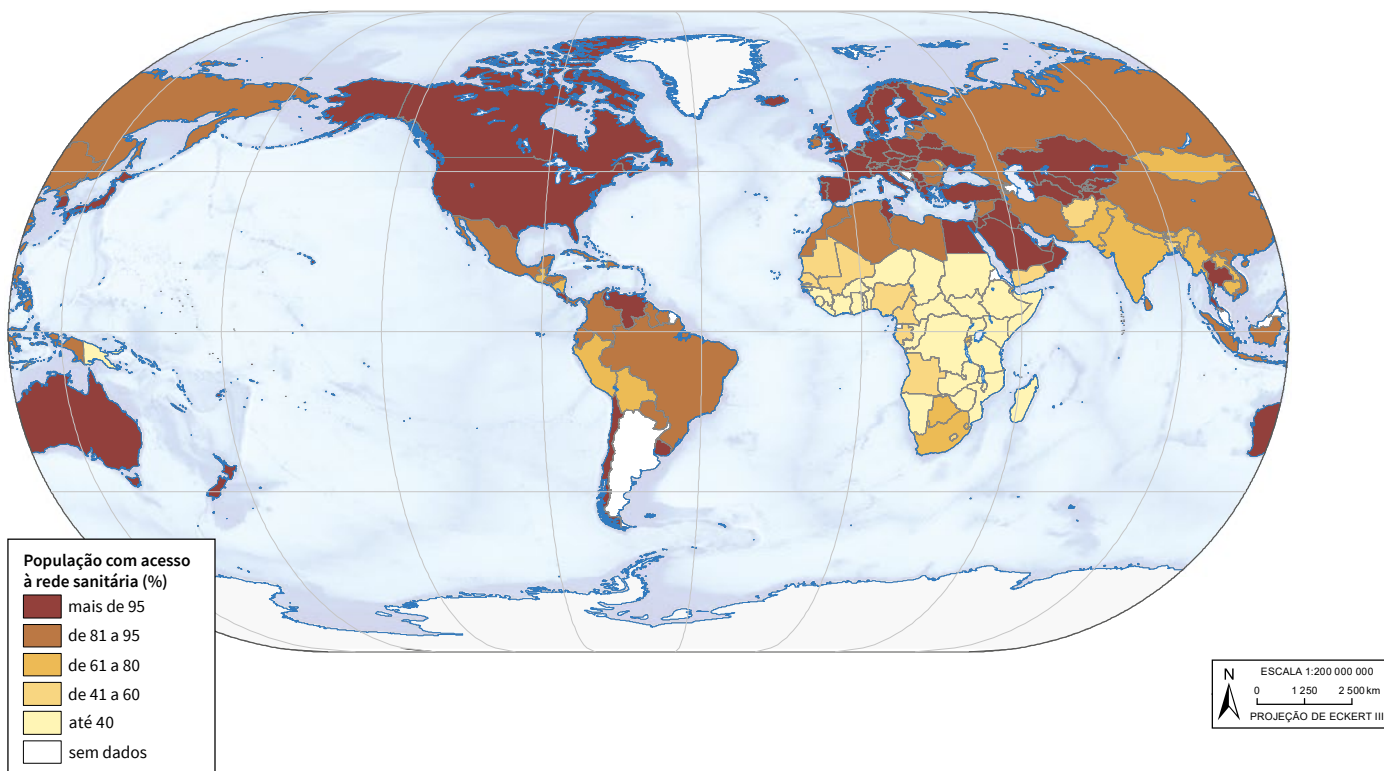 População com acesso
à rede sanitária (%)
mais de 95
de 81 a 95
de 61 a 80
de 41 a 60
até 40
sem dados
N
ESCALA 1:200 000 000
0 1 250 2 500 km
PROJEÇÃO DE ECKERT III